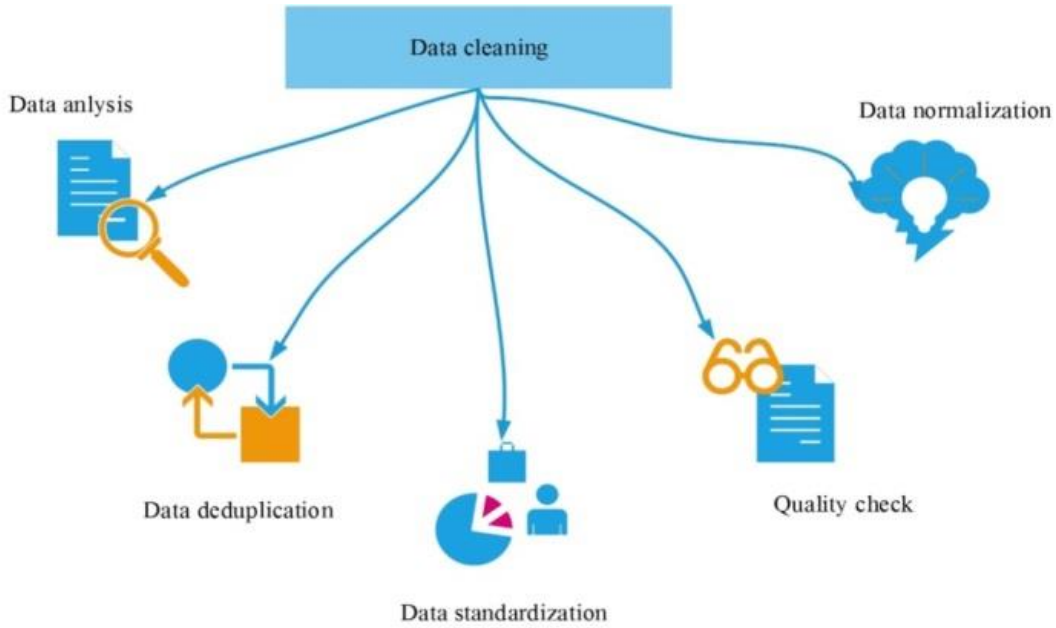 Data cleaning
Data anlysis
Data normalization
Data deduplication
Quality check
Data standardization